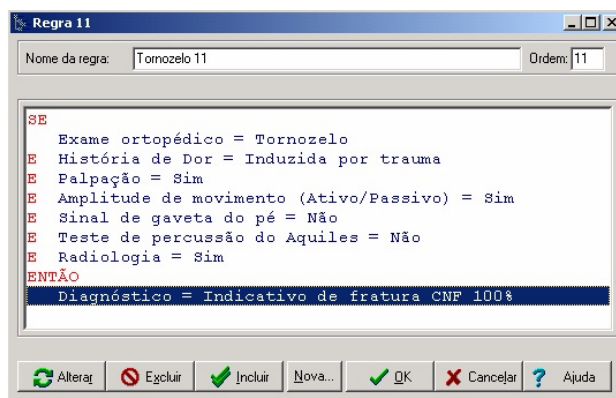 Regra 11
Nome da regra: Tornozelo 11 Ordem: 11
SE
Exame ortopédico = Tornozelo
E História de Dor = Induzida por trauma
E Palpação = Sim
E Amplitude de movimento (Ativo/Passivo) = Sim
E Sinal de gaveta do pé = Não
E Teste de percussão do Aquiles = Não
E Radiologia = Sim
ENTÃO
Diagnóstico = Indicativo de fratura CNF 100%
Alterar Excluir Incluir Nova... OK Cancelar Ajuda